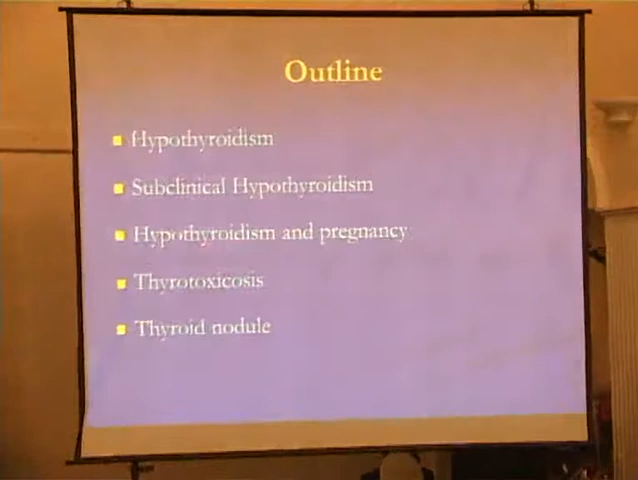 Outline
Hypothyroidism
Subclinical Hypothyroidism
Hypothyroidism and pregnancy
Thyrotoxicosis
Thyroid nodule